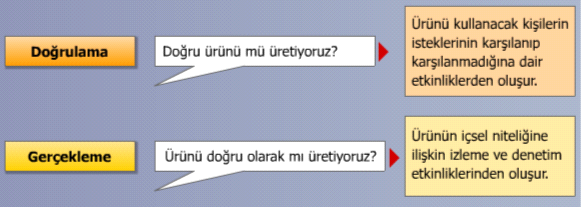 Doğrulama
Doğru ürünü mü üretiyoruz?
Ürünü kullanacak kişilerin
isteklerinin karşılanıp
karşılanmadığına dair
etkinliklerden oluşur.
Gerçekleme
Ürünü doğru olarak mı üretiyoruz?
Ürünün içsel niteliğine
ilişkin izleme ve denetim
etkinliklerinden oluşur.